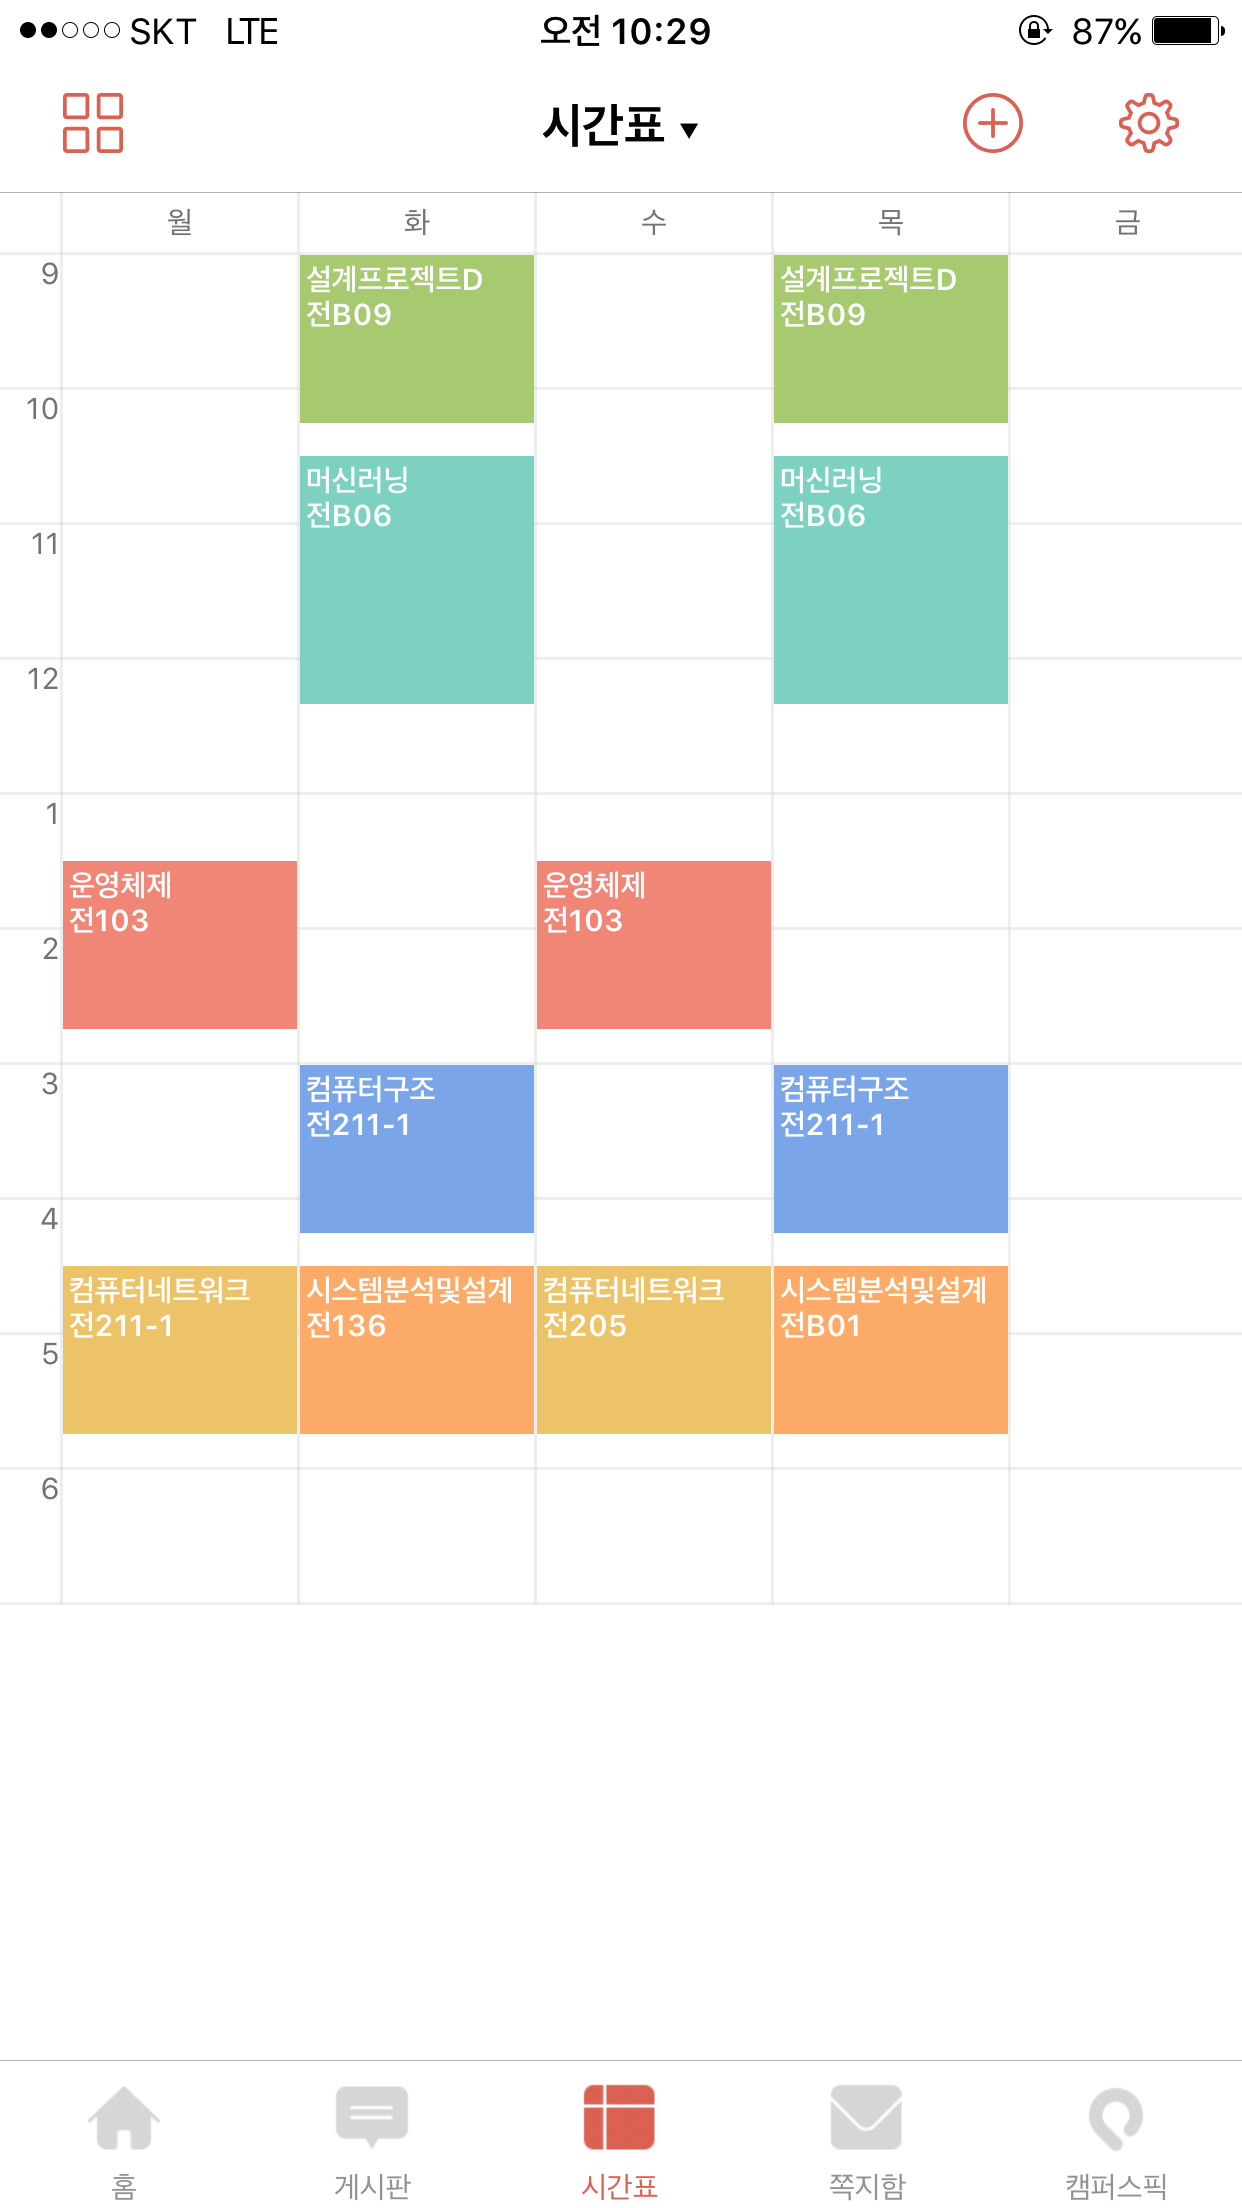 SKT LTE 오전 10:29 87%
시간표 ▼
월 화 수 목 금
9
설계프로젝트D
전B09
설계프로젝트D
전B09
10
머신러닝
전B06
머신러닝
전B06
11
12
1
운영체제
전103
운영체제
전103
2
3
컴퓨터구조
전211-1
컴퓨터구조
전211-1
4
컴퓨터네트워크
전211-1
시스템분석및설계
전136
컴퓨터네트워크
전205
시스템분석및설계
전B01
5
6
홈 게시판 시간표 쪽지함 캠퍼스픽